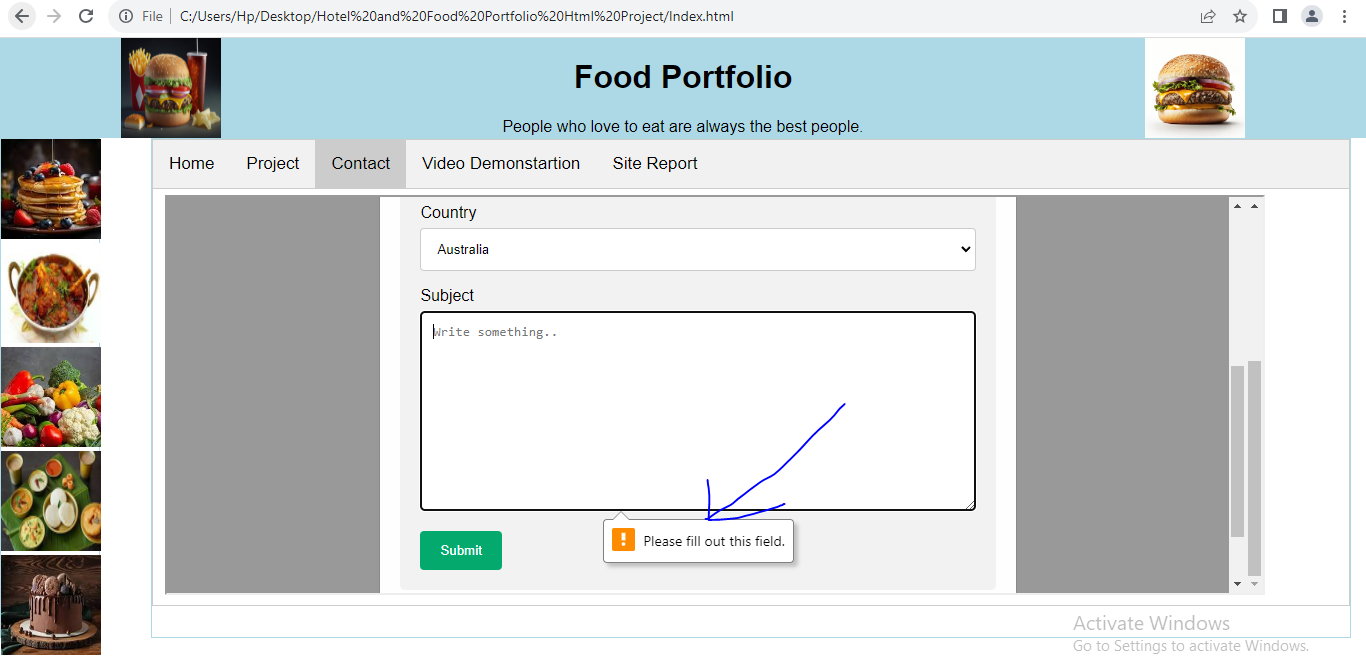 File | C:/Users/Hp/Desktop/Hotel%20and%20Food%20Portfolio%20Html%20Project/Index.html
Food Portfolio
People who love to eat are always the best people.
Home Project Contact Video Demonstartion Site Report
Country
Australia
Subject
Write something..
Please fill out this field.
Submit
Activate Windows
Go to Settings to activate Windows.